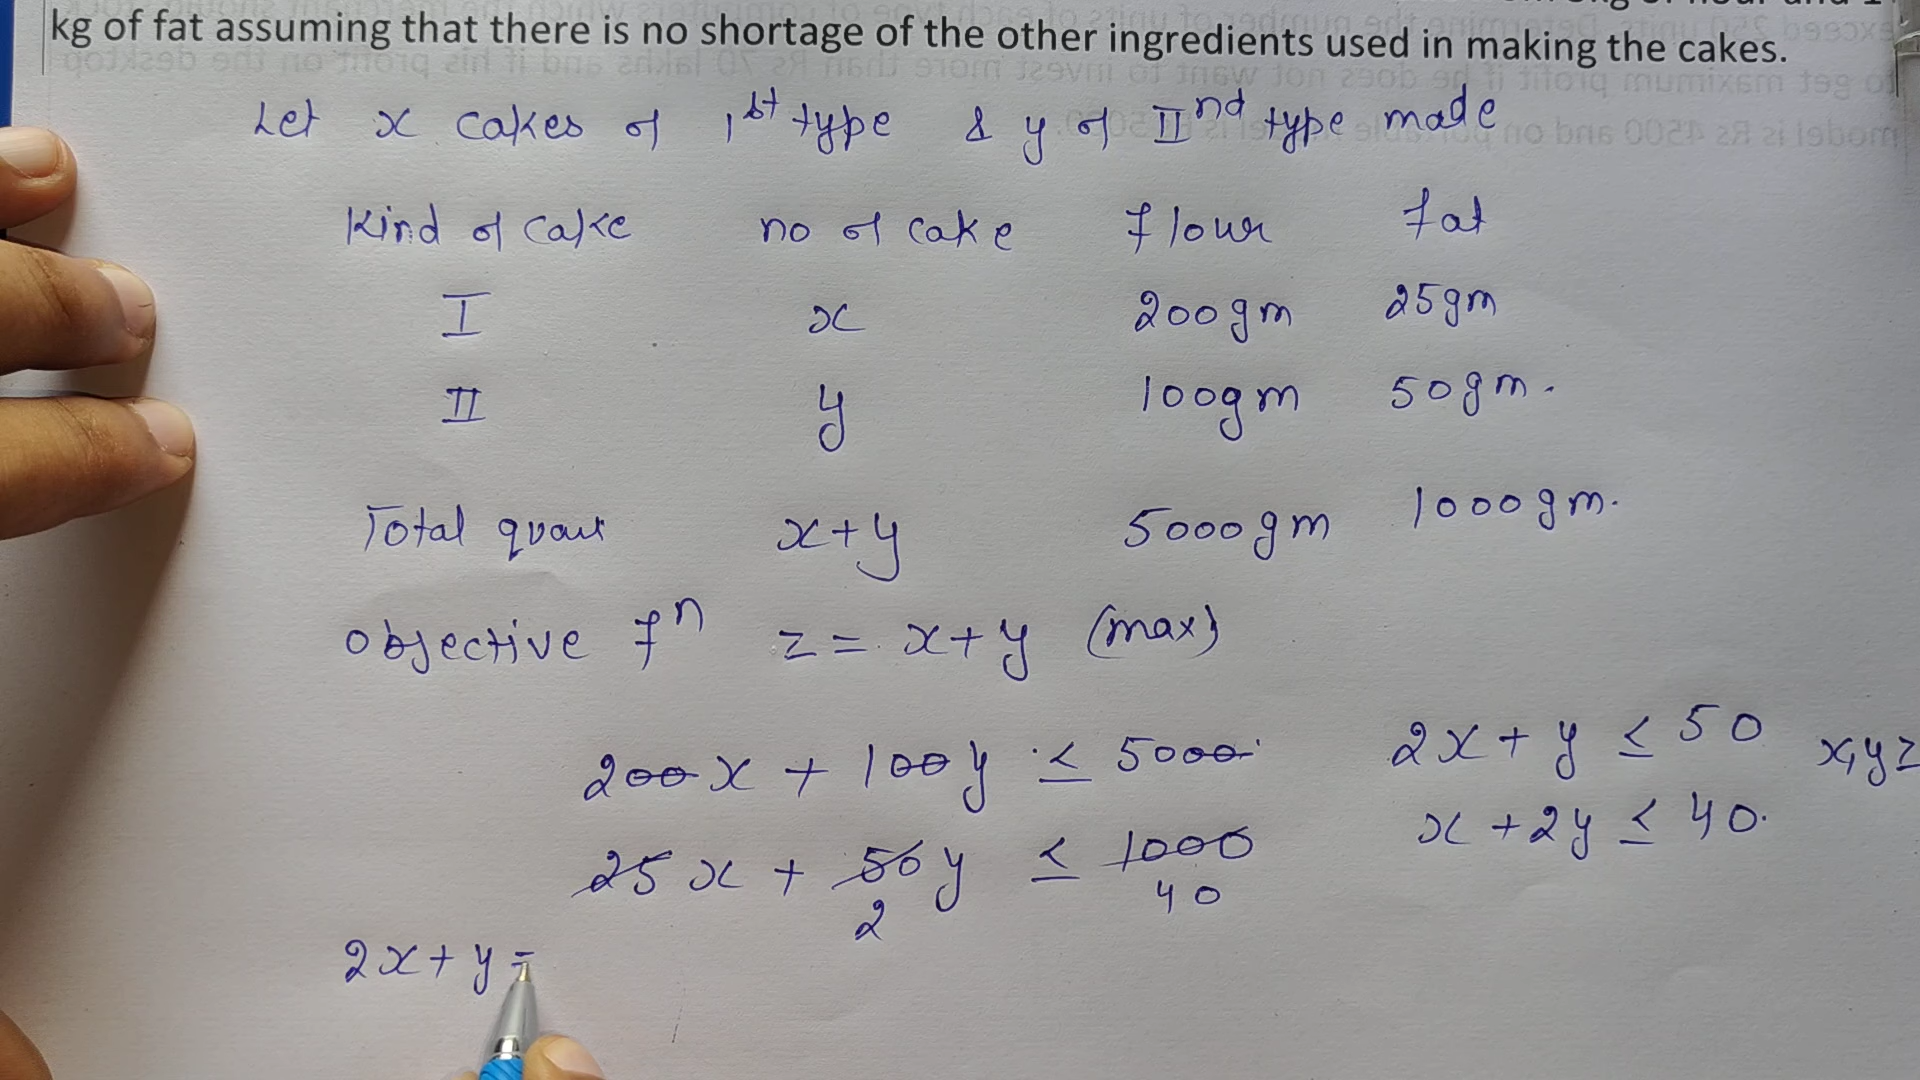 kg of fat assuming that there is no shortage of the other ingredients used in making the cakes.
Let x cakes of 1st type & y of IInd type made
Kind of cake no of cake flour fat
I x 200gm 25gm
II y 100gm 50gm.
Total quant x+y 5000gm 1000gm.
objective fn z = x+y (max)
200x + 100y ≤ 5000 2x + y ≤ 50 x,y ≥
25x + 50y ≤ 1000 x + 2y ≤ 40.
2 40
2x + y =